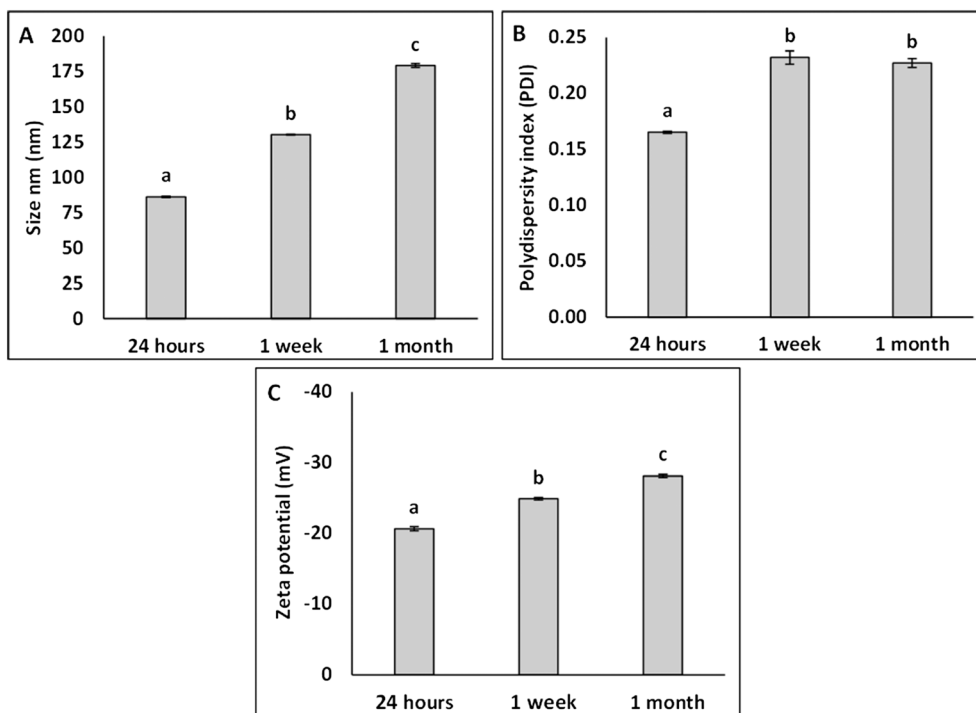 A
Size nm (nm)
200
175
150
125
100
75
50
25
0
a
b
c
24 hours
1 week
1 month
B
Polydispersity index (PDI)
0.25
0.20
0.15
0.10
0.05
0.00
a
b
b
24 hours
1 week
1 month
C
Zeta potential (mV)
-40
-30
-20
-10
0
a
b
c
24 hours
1 week
1 month